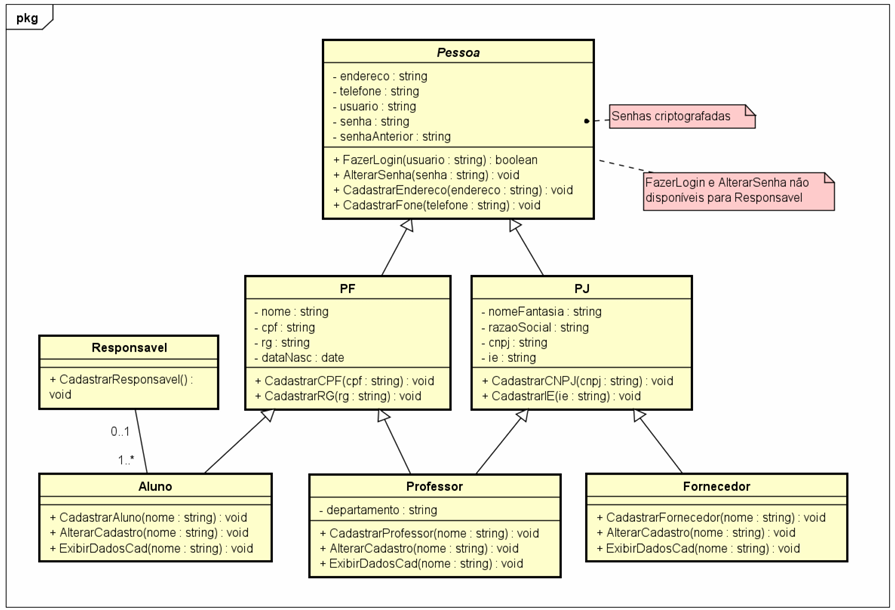 pkg
Pessoa
- endereco : string
- telefone : string
- usuario : string
- senha : string
- senhaAnterior : string
+ FazerLogin(usuario : string) : boolean
+ AlterarSenha(senha : string) : void
+ CadastrarEndereco(endereco : string) : void
+ CadastrarFone(telefone : string) : void
Senhas criptografadas
FazerLogin e AlterarSenha não
disponíveis para Responsavel
PF
- nome : string
- cpf : string
- rg : string
- dataNasc : date
+ CadastrarCPF(cpf : string) : void
+ CadastrarRG(rg : string) : void
PJ
- nomeFantasia : string
- razaoSocial : string
- cnpj : string
- ie : string
+ CadastrarCNPJ(cnpj : string) : void
+ CadastrarIE(ie : string) : void
Responsavel
+ CadastrarResponsavel() :
void
0..1
1..*
Aluno
+ CadastrarAluno(nome : string) : void
+ AlterarCadastro(nome : string) : void
+ ExibirDadosCad(nome : string) : void
Professor
- departamento : string
+ CadastrarProfessor(nome : string) : void
+ AlterarCadastro(nome : string) : void
+ ExibirDadosCad(nome : string) : void
Fornecedor
+ CadastrarFornecedor(nome : string) : void
+ AlterarCadastro(nome : string) : void
+ ExibirDadosCad(nome : string) : void